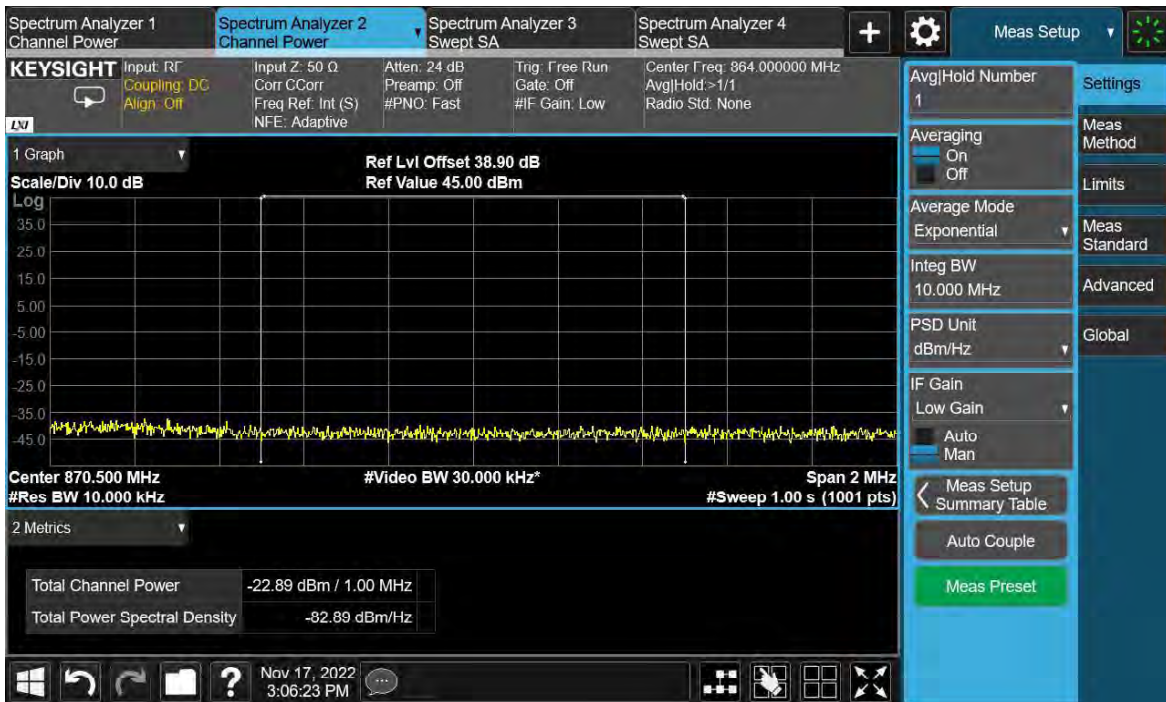 Spectrum Analyzer 1
Channel Power
Spectrum Analyzer 2
Channel Power
Spectrum Analyzer 3
Swept SA
Spectrum Analyzer 4
Swept SA
+
Meas Setup
KEYSIGHT
LXI
Input: RF
Coupling: DC
Align: Off
Input Z: 50 Ω
Corr CCorr
Freq Ref: Int (S)
NFE: Adaptive
Atten: 24 dB
Preamp: Off
#PNO: Fast
Trig: Free Run
Gate: Off
#IF Gain: Low
Center Freq: 864.000000 MHz
Avg|Hold:>1/1
Radio Std: None
1 Graph
Scale/Div 10.0 dB
Ref Lvl Offset 38.90 dB
Ref Value 45.00 dBm
Log
35.0
25.0
15.0
5.00
-5.00
-15.0
-25.0
-35.0
-45.0
Center 870.500 MHz
#Res BW 10.000 kHz
#Video BW 30.000 kHz*
Span 2 MHz
#Sweep 1.00 s (1001 pts)
2 Metrics
Total Channel Power -22.89 dBm / 1.00 MHz
Total Power Spectral Density -82.89 dBm/Hz
?
Nov 17, 2022
3:06:23 PM
Avg|Hold Number
1
Averaging
On
Off
Average Mode
Exponential
Integ BW
10.000 MHz
PSD Unit
dBm/Hz
IF Gain
Low Gain
Auto
Man
Meas Setup
Summary Table
Auto Couple
Meas Preset
Settings
Meas
Method
Limits
Meas
Standard
Advanced
Global